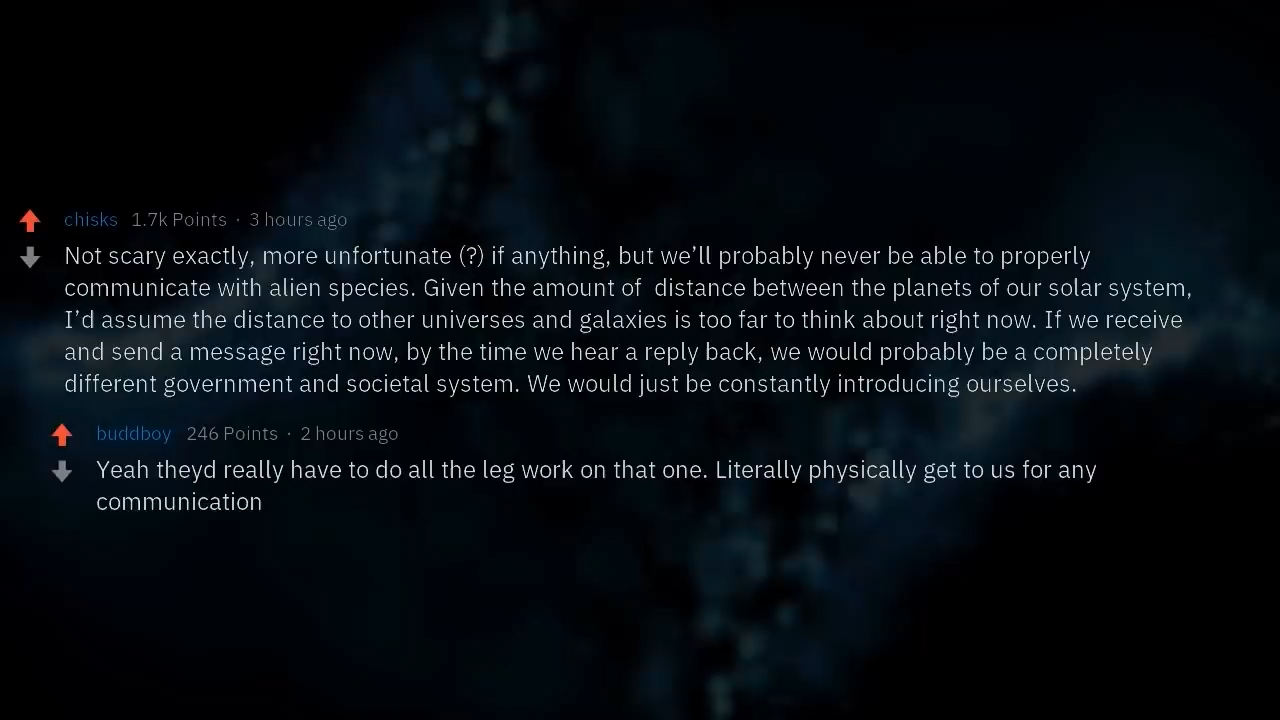 chisks 1.7k Points · 3 hours ago
Not scary exactly, more unfortunate (?) if anything, but we’ll probably never be able to properly
communicate with alien species. Given the amount of  distance between the planets of our solar system,
I’d assume the distance to other universes and galaxies is too far to think about right now. If we receive
and send a message right now, by the time we hear a reply back, we would probably be a completely
different government and societal system. We would just be constantly introducing ourselves.
buddboy 246 Points · 2 hours ago
Yeah theyd really have to do all the leg work on that one. Literally physically get to us for any
communication